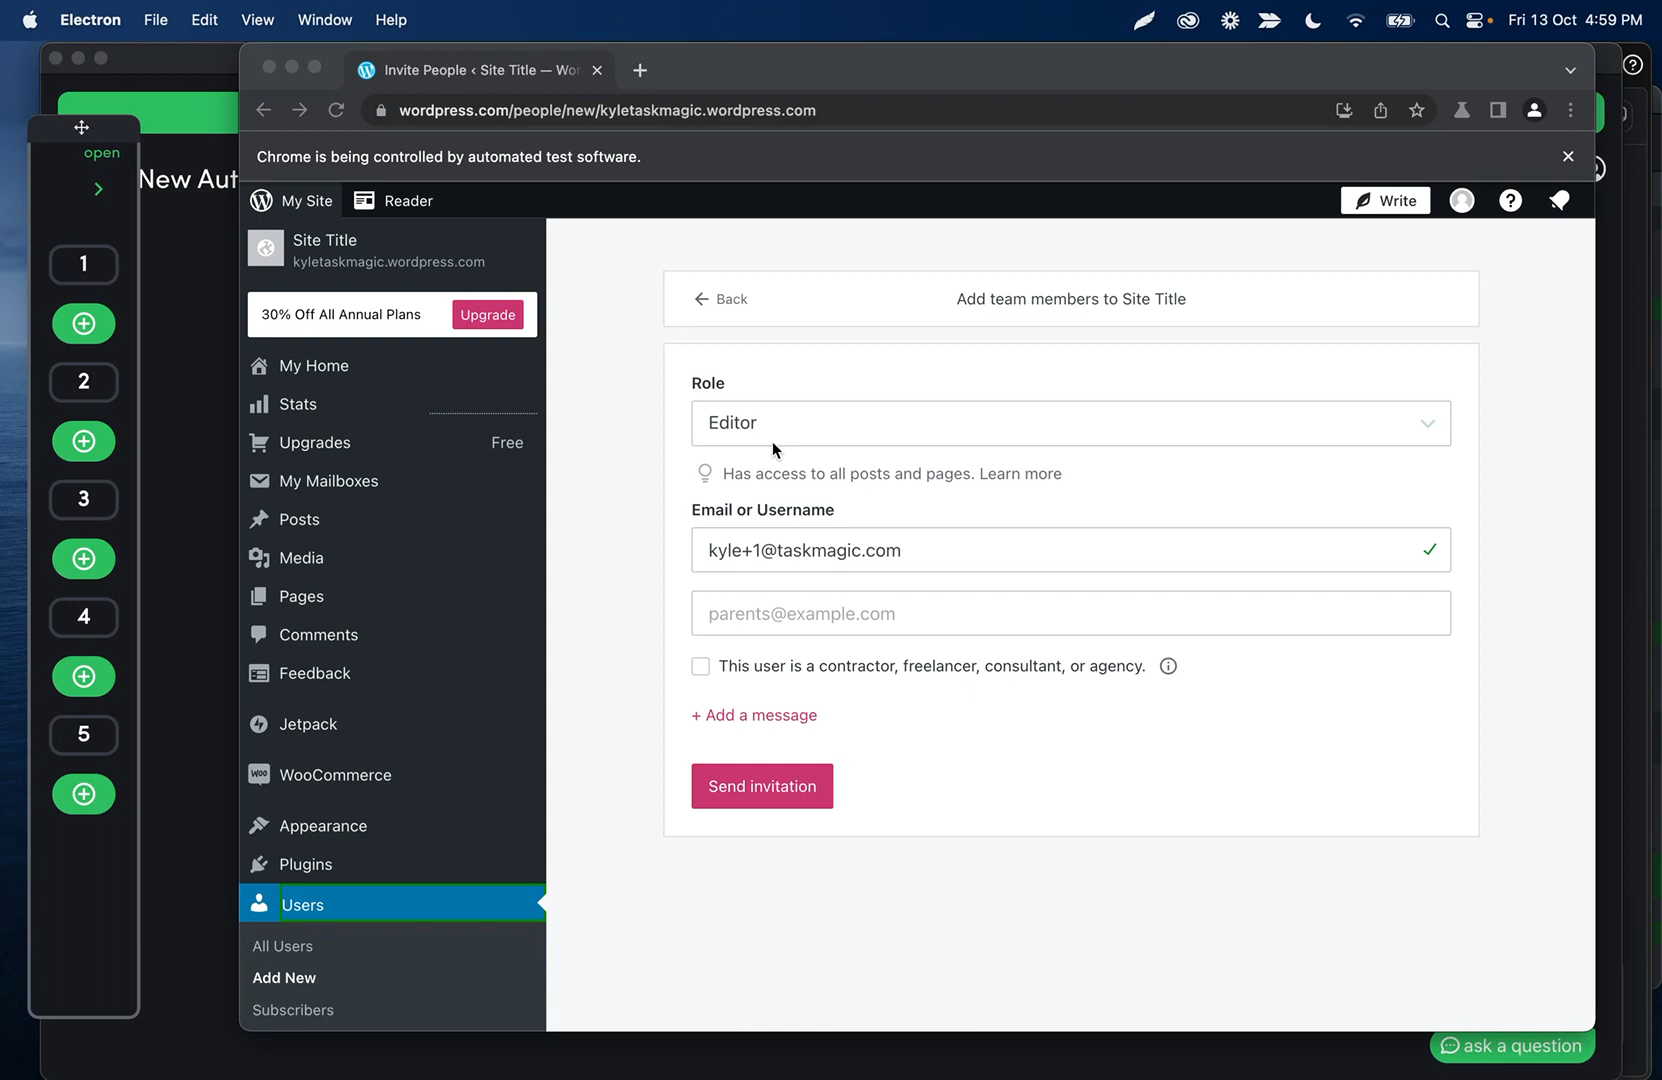 Electron File Edit View Window Help
Fri 13 Oct 4:59 PM
Invite People ‹ Site Title — Wor
wordpress.com/people/new/kyletaskmagic.wordpress.com
Chrome is being controlled by automated test software.
open
New Aut
1
2
3
4
5
My Site Reader
Write
Site Title
kyletaskmagic.wordpress.com
30% Off All Annual Plans Upgrade
My Home
Stats
Upgrades Free
My Mailboxes
Posts
Media
Pages
Comments
Feedback
Jetpack
WOO WooCommerce
Appearance
Plugins
Users
All Users
Add New
Subscribers
Back
Add team members to Site Title
Role
Editor
Has access to all posts and pages. Learn more
Email or Username
kyle+1@taskmagic.com
parents@example.com
This user is a contractor, freelancer, consultant, or agency.
+ Add a message
Send invitation
ask a question